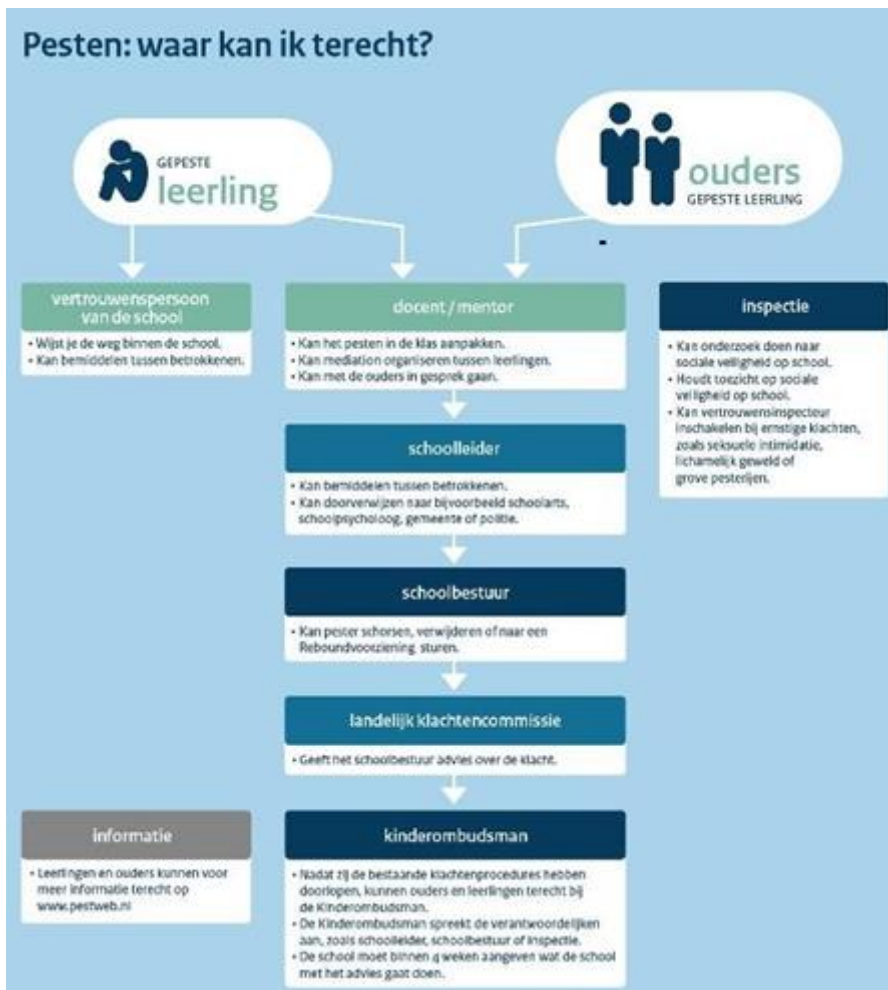 Pesten: waar kan ik terecht?
GEPESTE
leerling
ouders
GEPESTE LEERLING
vertrouwenspersoon
van de school
• Wijst je de weg binnen de school.
• Kan bemiddelen tussen betrokkenen.
docent / mentor
• Kan het pesten in de klas aanpakken.
• Kan mediation organiseren tussen leerlingen.
• Kan met de ouders in gesprek gaan.
inspectie
• Kan onderzoek doen naar
sociale veiligheid op school.
• Houdt toezicht op sociale
veiligheid op school.
• Kan vertrouwensinspecteur
inschakelen bij ernstige klachten,
zoals seksuele intimidatie,
lichamelijk geweld of
grove pesterijen.
schoolleider
• Kan bemiddelen tussen betrokkenen.
• Kan doorverwijzen naar bijvoorbeeld schoolarts,
schoolpsycholoog, gemeente of politie.
schoolbestuur
• Kan pester schorsen, verwijderen of naar een
Reboundvoorziening sturen.
landelijk klachtencommissie
• Geeft het schoolbestuur advies over de klacht.
informatie
• Leerlingen en ouders kunnen voor
meer informatie terecht op
www.pestweb.nl
kinderombudsman
• Nadat zij de bestaande klachtenprocedures hebben
doorlopen, kunnen ouders en leerlingen terecht bij
de Kinderombudsman.
• De Kinderombudsman spreekt de verantwoordelijken
aan, zoals schoolleider, schoolbestuur of inspectie.
• De school moet binnen 4 weken aangeven wat de school
met het advies gaat doen.